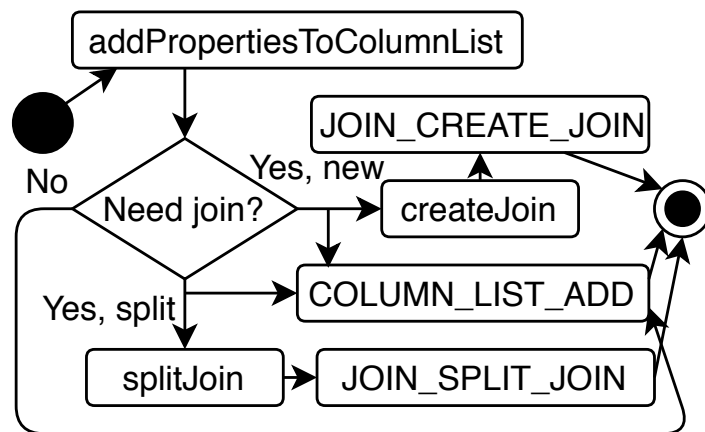 addPropertiesToColumnList
JOIN_CREATE_JOIN
No
Yes, new
Need join?
createJoin
COLUMN_LIST_ADD
Yes, split
splitJoin
JOIN_SPLIT_JOIN